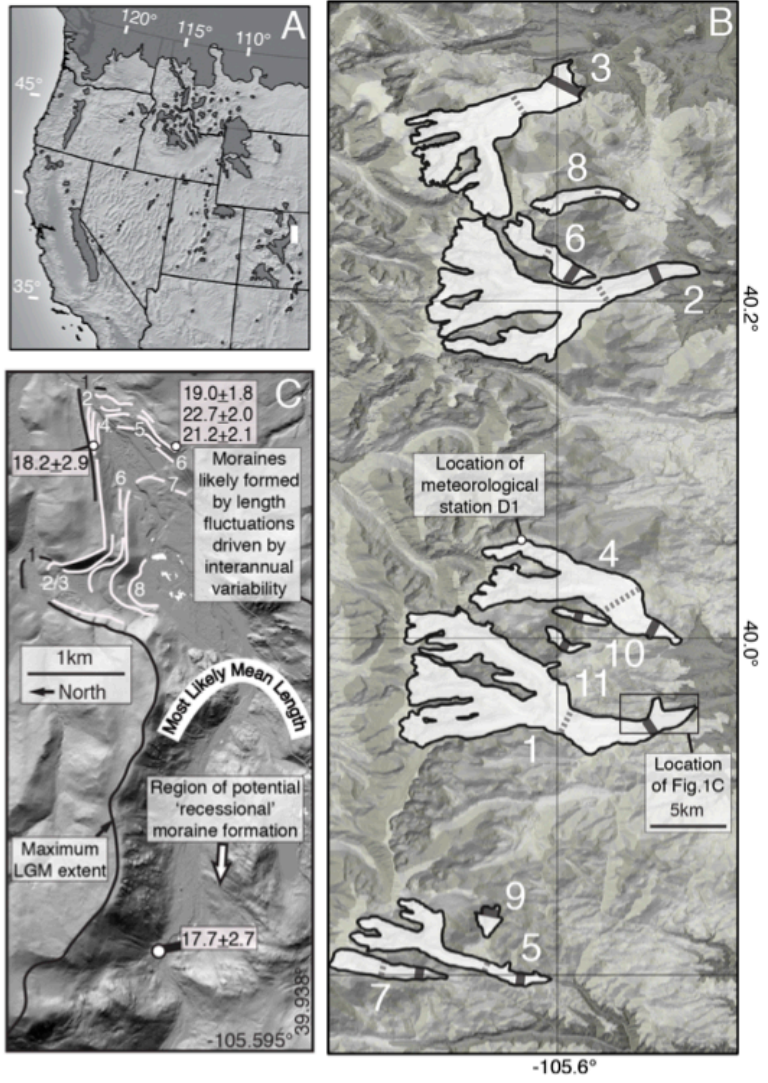 A
120°
115°
110°
45°
35°
B
3
8
6
2
40.2°
Location of
meteorological
station D1
4
10
40.0°
11
1
Location
of Fig.1C
5km
9
5
7
-105.6°
C
1
2
4
5
6
19.0±1.8
22.7±2.0
21.2±2.1
18.2±2.9
6
7
Moraines
likely formed
by length
fluctuations
driven by
interannual
variability
1
2/3
8
1km
North
Most Likely Mean Length
Region of potential
'recessional'
moraine formation
Maximum
LGM extent
17.7±2.7
39.938°
-105.595°